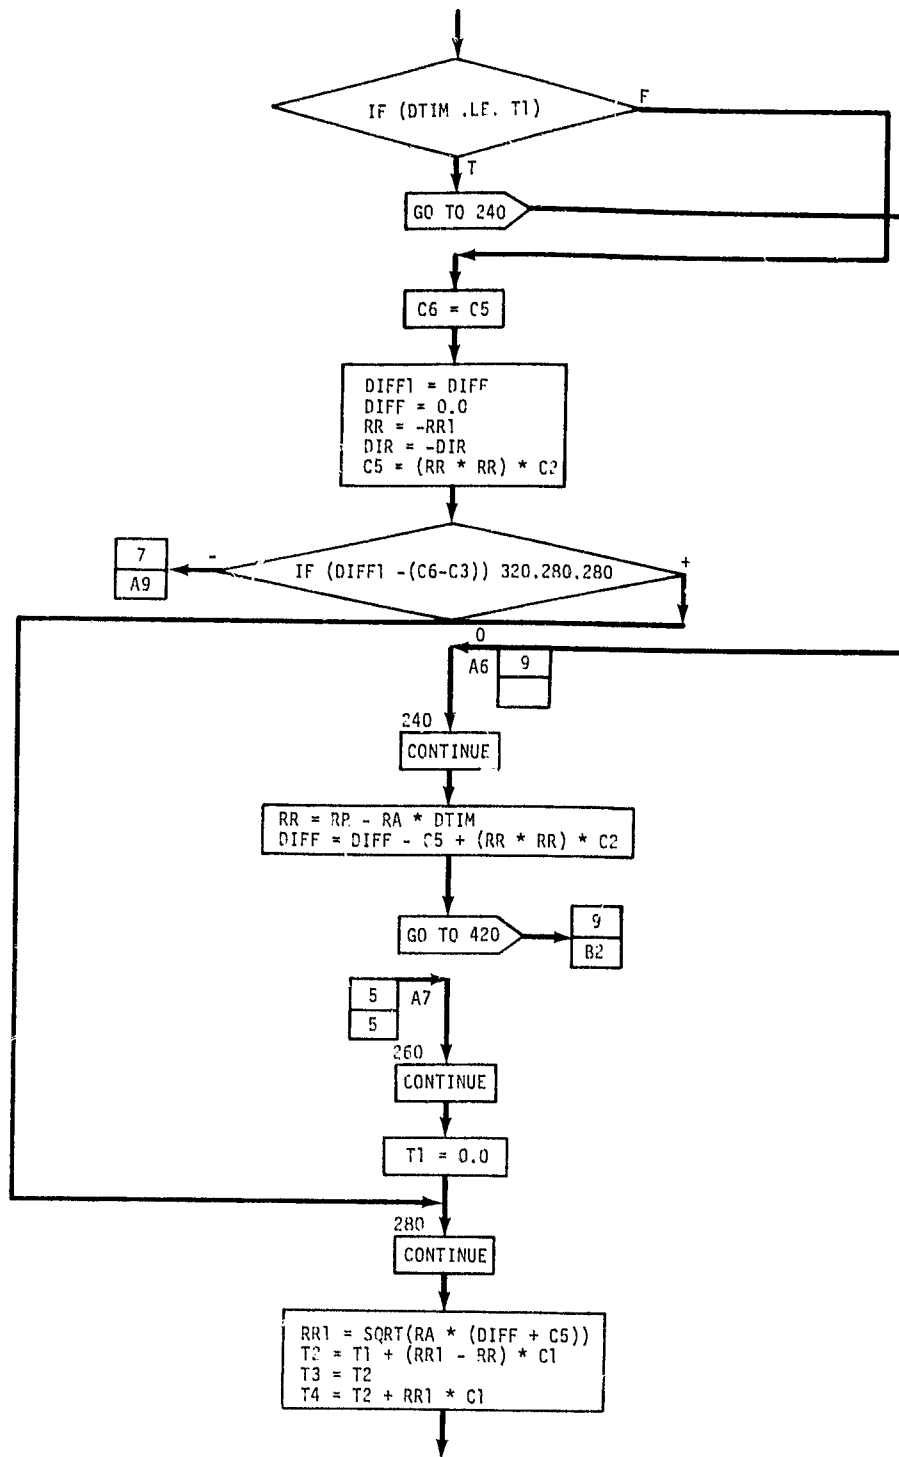 IF (DTIM .LE. T1)
F
T
GO TO 240
C6 = C5
DIFF1 = DIFF
DIFF = 0.0
RR = -RR1
DIR = -DIR
C5 = (RR * RR) * C2
7
A9
-
IF (DIFF1 -(C6-C3)) 320,280,280
+
0
A6
9
240
CONTINUE
RR = RR - RA * DTIM
DIFF = DIFF - C5 + (RR * RR) * C2
GO TO 420
9
B2
5
5
A7
260
CONTINUE
T1 = 0.0
280
CONTINUE
RR1 = SQRT(RA * (DIFF + C5))
T2 = T1 + (RR1 - RR) * C1
T3 = T2
T4 = T2 + RR1 * C1